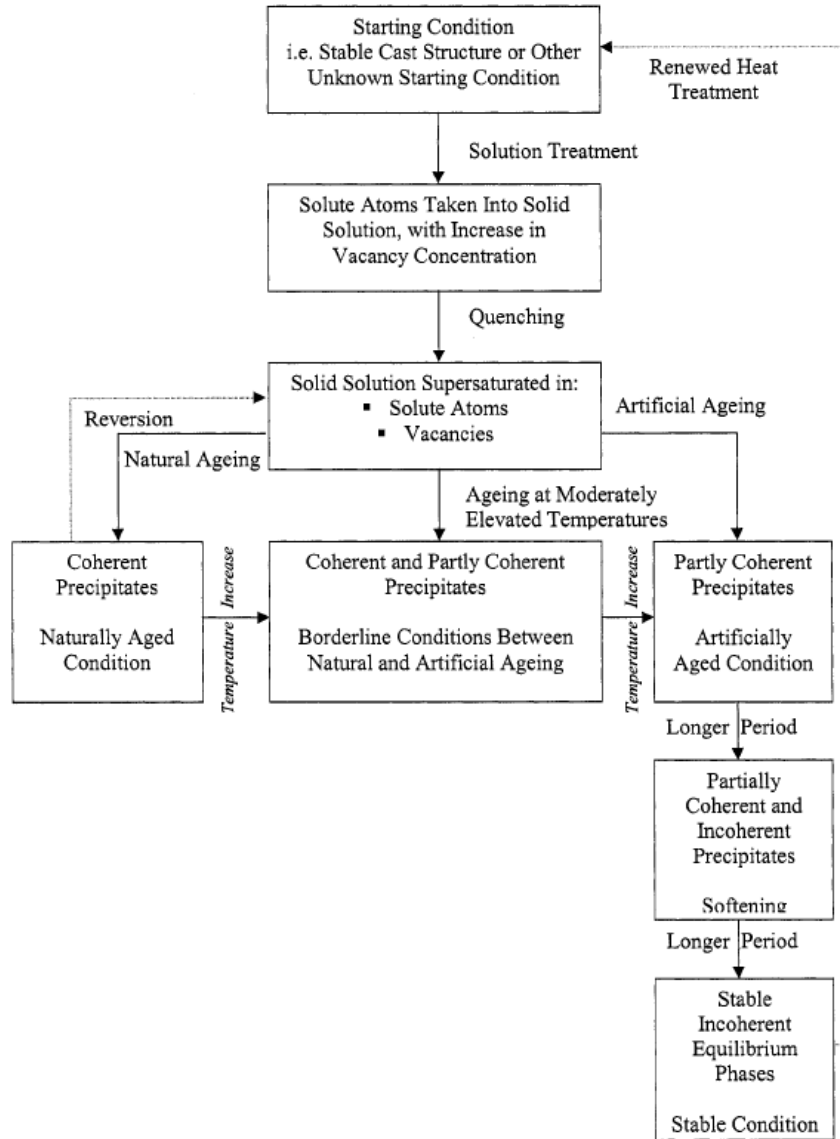 Starting Condition
i.e. Stable Cast Structure or Other
Unknown Starting Condition
Renewed Heat
Treatment
Solution Treatment
Solute Atoms Taken Into Solid
Solution, with Increase in
Vacancy Concentration
Quenching
Solid Solution Supersaturated in:
▪ Solute Atoms
▪ Vacancies
Reversion
Artificial Ageing
Natural Ageing
Ageing at Moderately
Elevated Temperatures
Coherent
Precipitates
Naturally Aged
Condition
Temperature Increase
Coherent and Partly Coherent
Precipitates
Borderline Conditions Between
Natural and Artificial Ageing
Temperature Increase
Partly Coherent
Precipitates
Artificially
Aged Condition
Longer Period
Partially
Coherent and
Incoherent
Precipitates
Softening
Longer Period
Stable
Incoherent
Equilibrium
Phases
Stable Condition